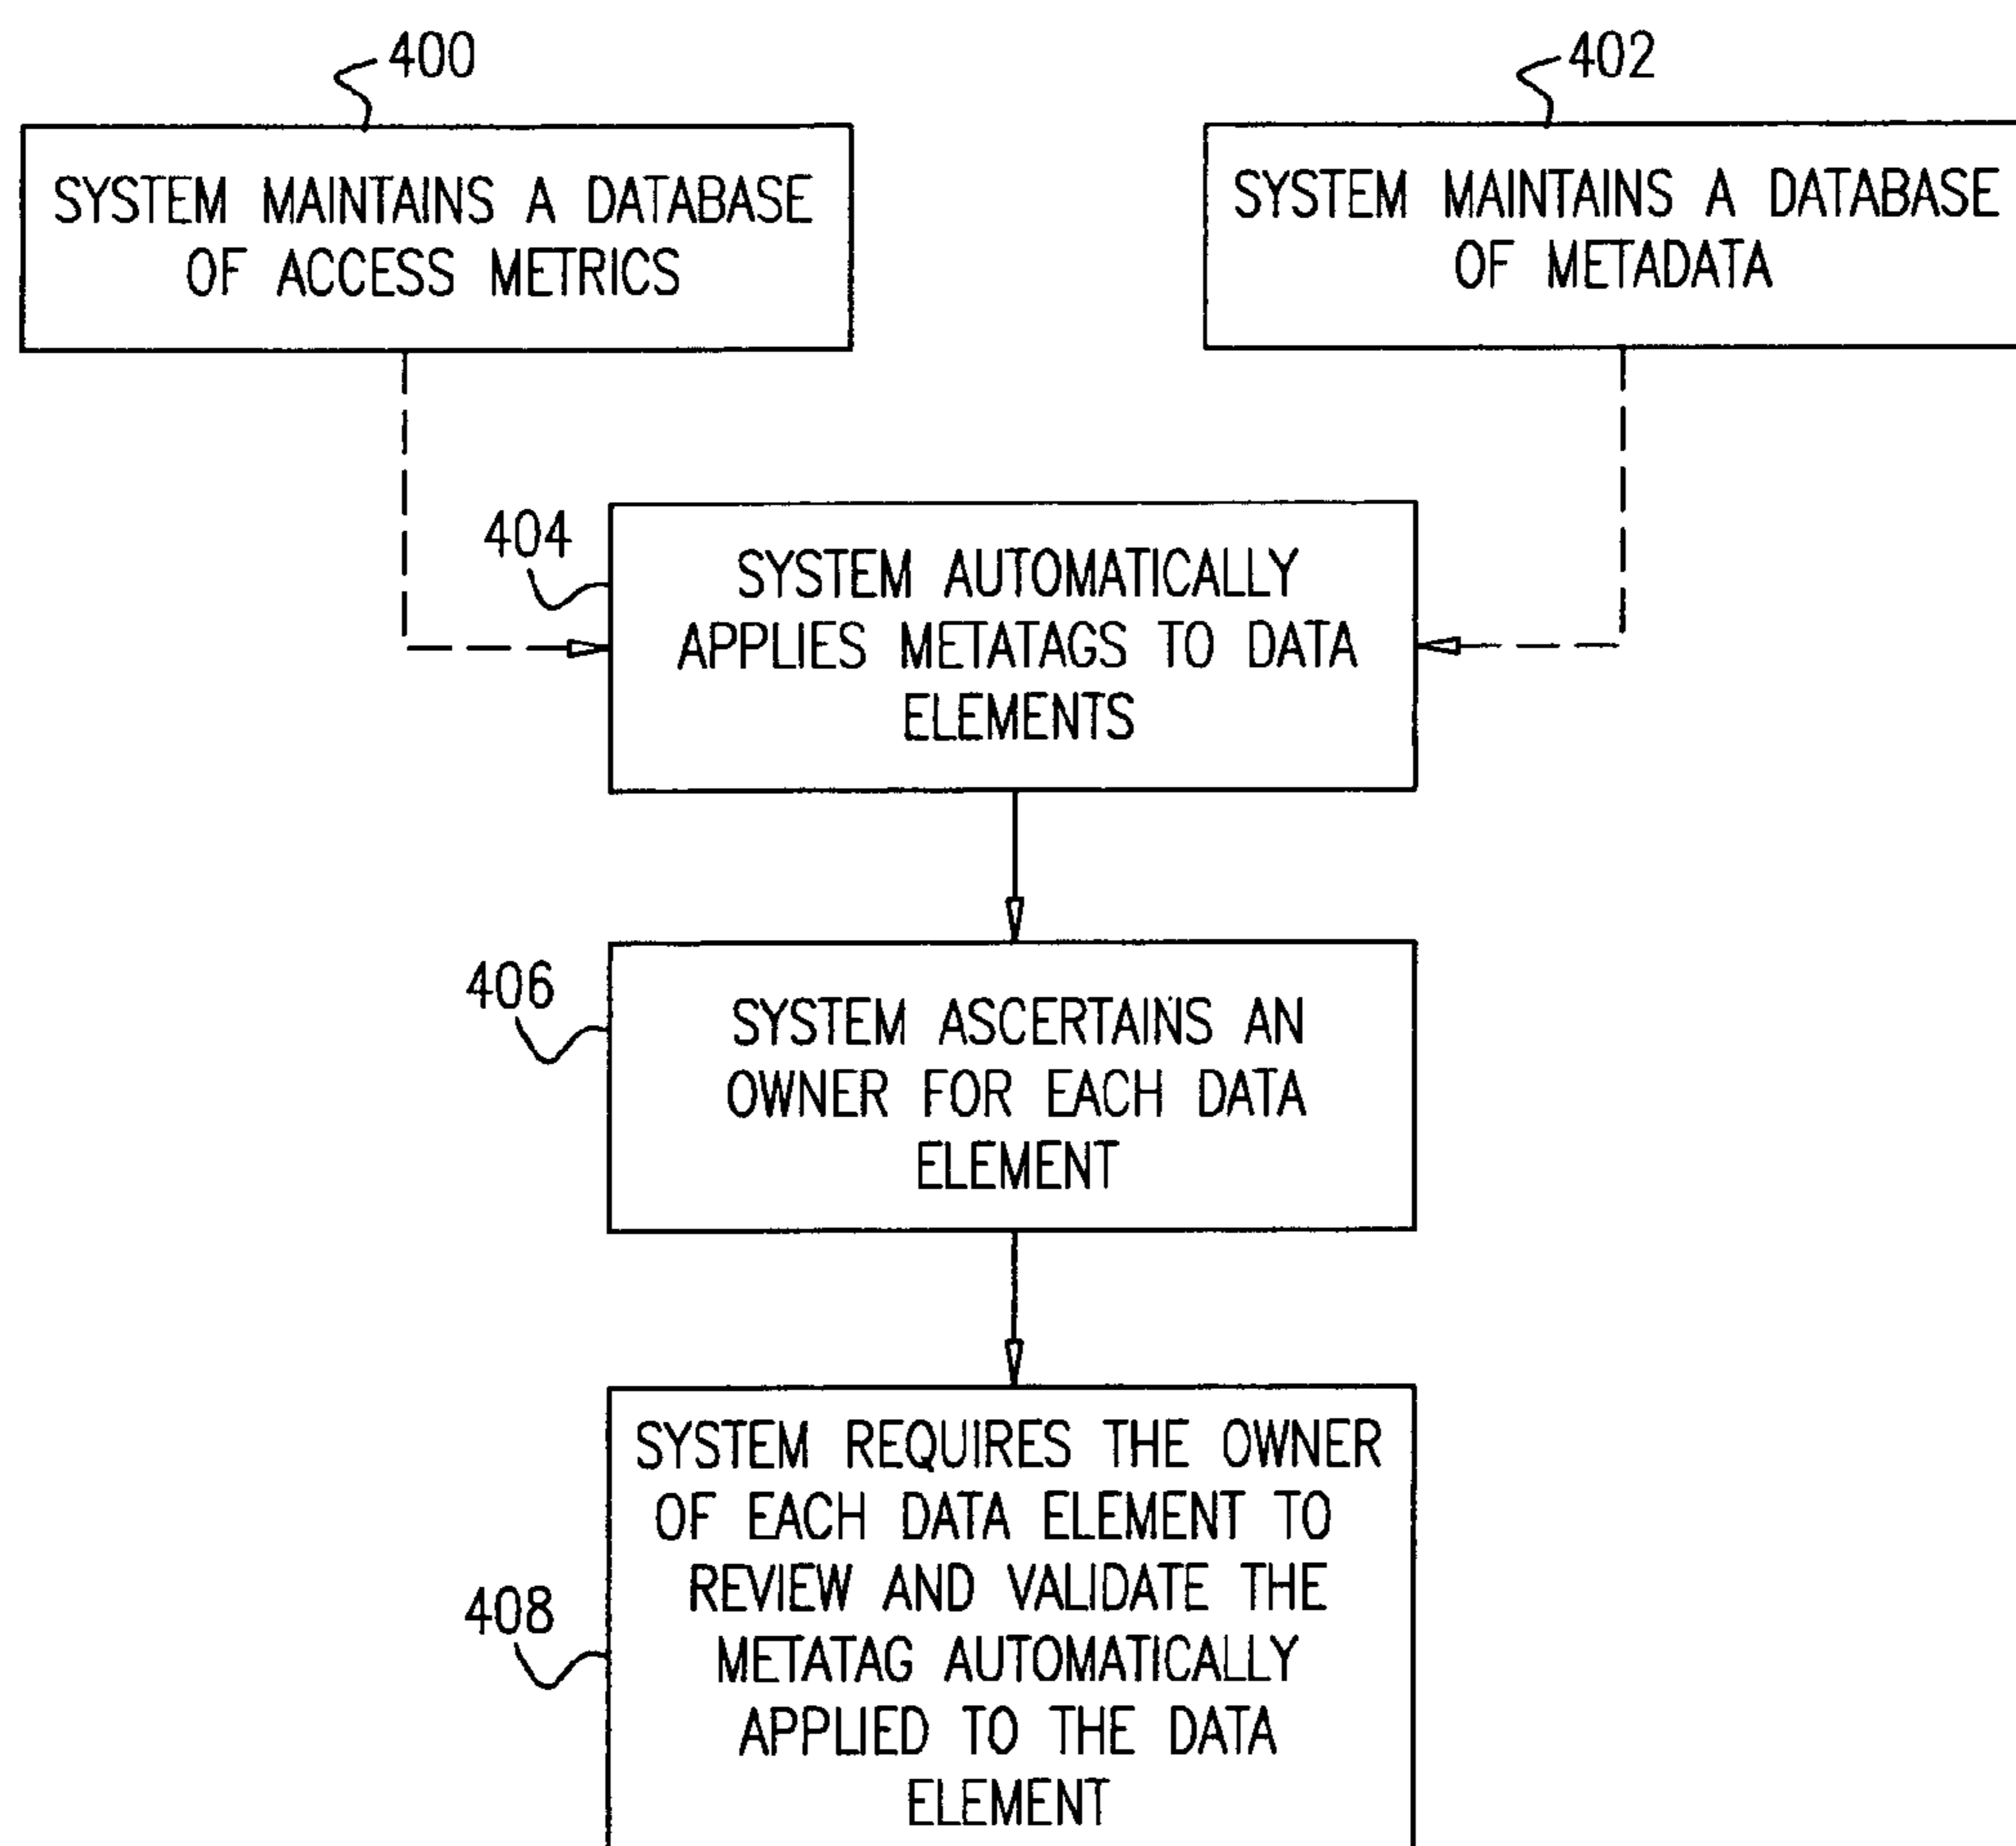 400
SYSTEM MAINTAINS A DATABASE
OF ACCESS METRICS
402
SYSTEM MAINTAINS A DATABASE
OF METADATA
404
SYSTEM AUTOMATICALLY
APPLIES METATAGS TO DATA
ELEMENTS
406
SYSTEM ASCERTAINS AN
OWNER FOR EACH DATA
ELEMENT
408
SYSTEM REQUIRES THE OWNER
OF EACH DATA ELEMENT TO
REVIEW AND VALIDATE THE
METATAG AUTOMATICALLY
APPLIED TO THE DATA
ELEMENT